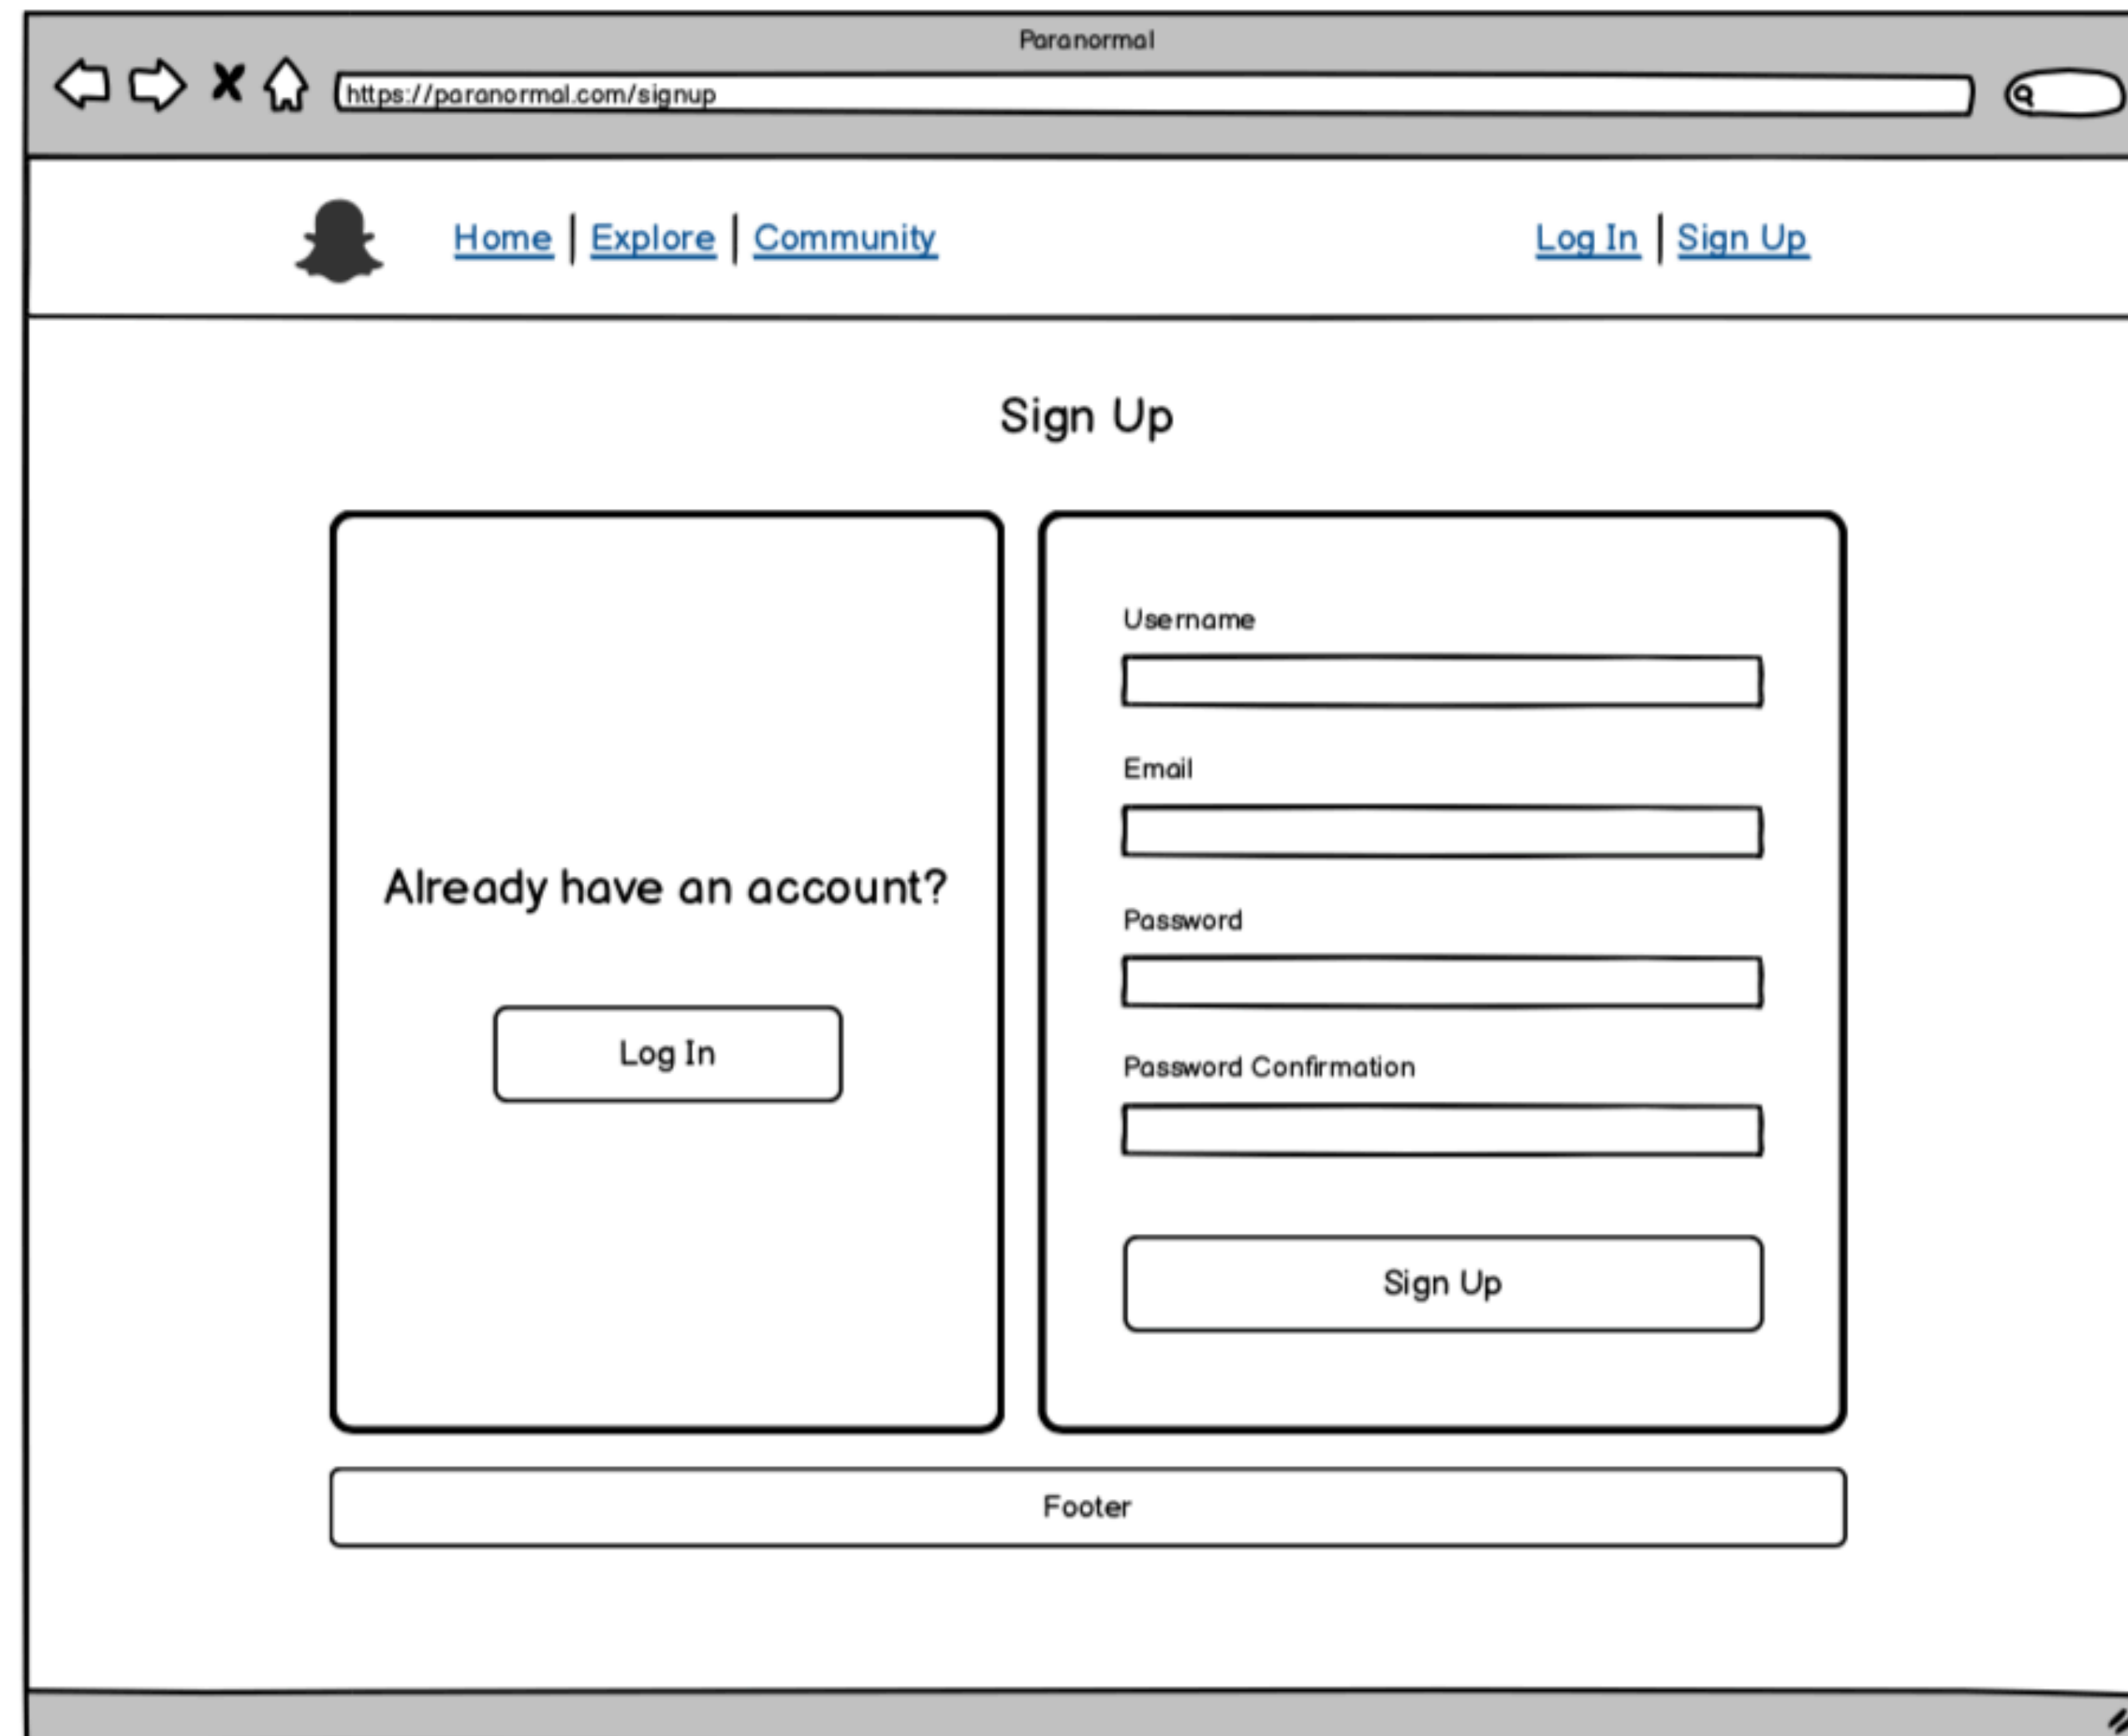 Paranormal
https://paranormal.com/signup
Home | Explore | Community
Log In | Sign Up
Sign Up
Already have an account?
Log In
Username
Email
Password
Password Confirmation
Sign Up
Footer